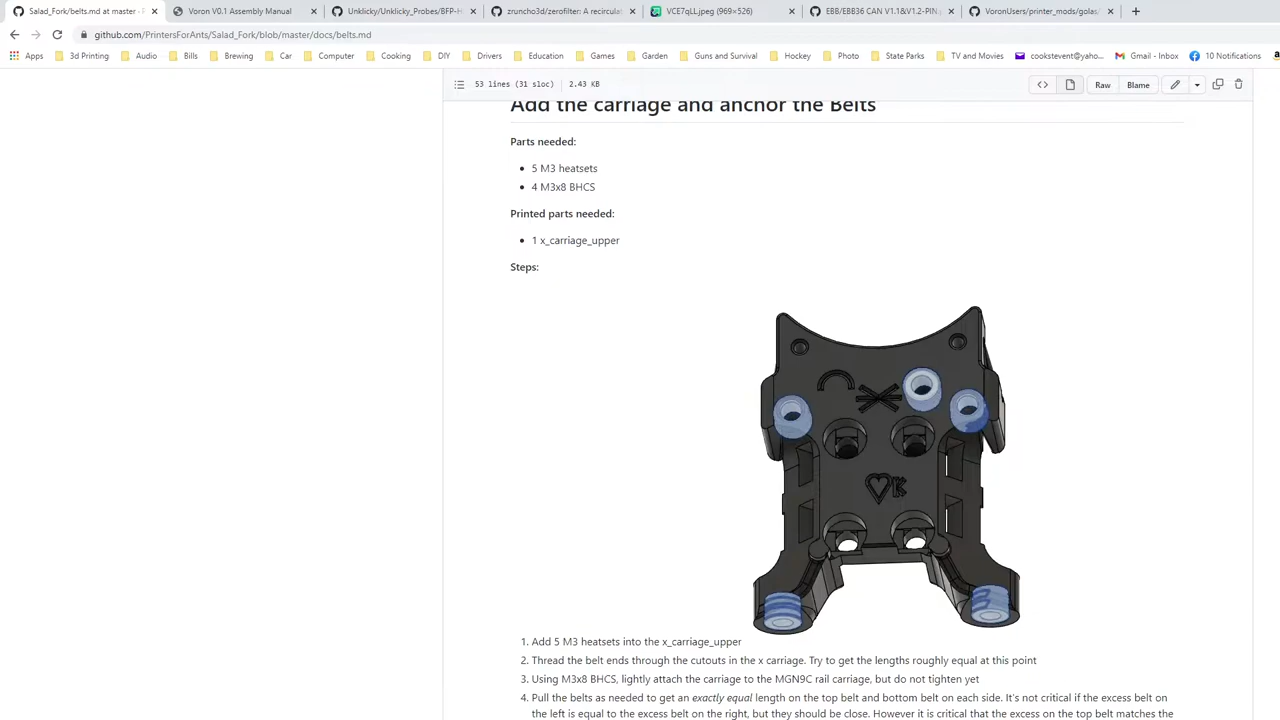 Salad_Fork/belts.md at master · P
Voron V0.1 Assembly Manual
Unklicky/Unklicky_Probes/BFP-H
zruncho3d/zerofilter: A recircula
VCE7qLL.jpeg (969×526)
EBB/EBB36 CAN V1.1&V1.2-PIN.p
VoronUsers/printer_mods/golas/
github.com/PrintersForAnts/Salad_Fork/blob/master/docs/belts.md
Apps 3d Printing Audio Bills Brewing Car Computer Cooking DIY Drivers Education Games Garden Guns and Survival Hockey Photo State Parks TV and Movies cookstevent@yaho... Gmail - Inbox 10 Notifications
53 lines (31 sloc) 2.43 KB
Raw Blame
Add the carriage and anchor the Belts
Parts needed:
5 M3 heatsets
4 M3x8 BHCS
Printed parts needed:
1 x_carriage_upper
Steps:
K
1. Add 5 M3 heatsets into the x_carriage_upper
2. Thread the belt ends through the cutouts in the x carriage. Try to get the lengths roughly equal at this point
3. Using M3x8 BHCS, lightly attach the carriage to the MGN9C rail carriage, but do not tighten yet
4. Pull the belts as needed to get an exactly equal length on the top belt and bottom belt on each side. It's not critical if the excess belt on
the left is equal to the excess belt on the right, but they should be close. However it is critical that the excess on the top belt matches the